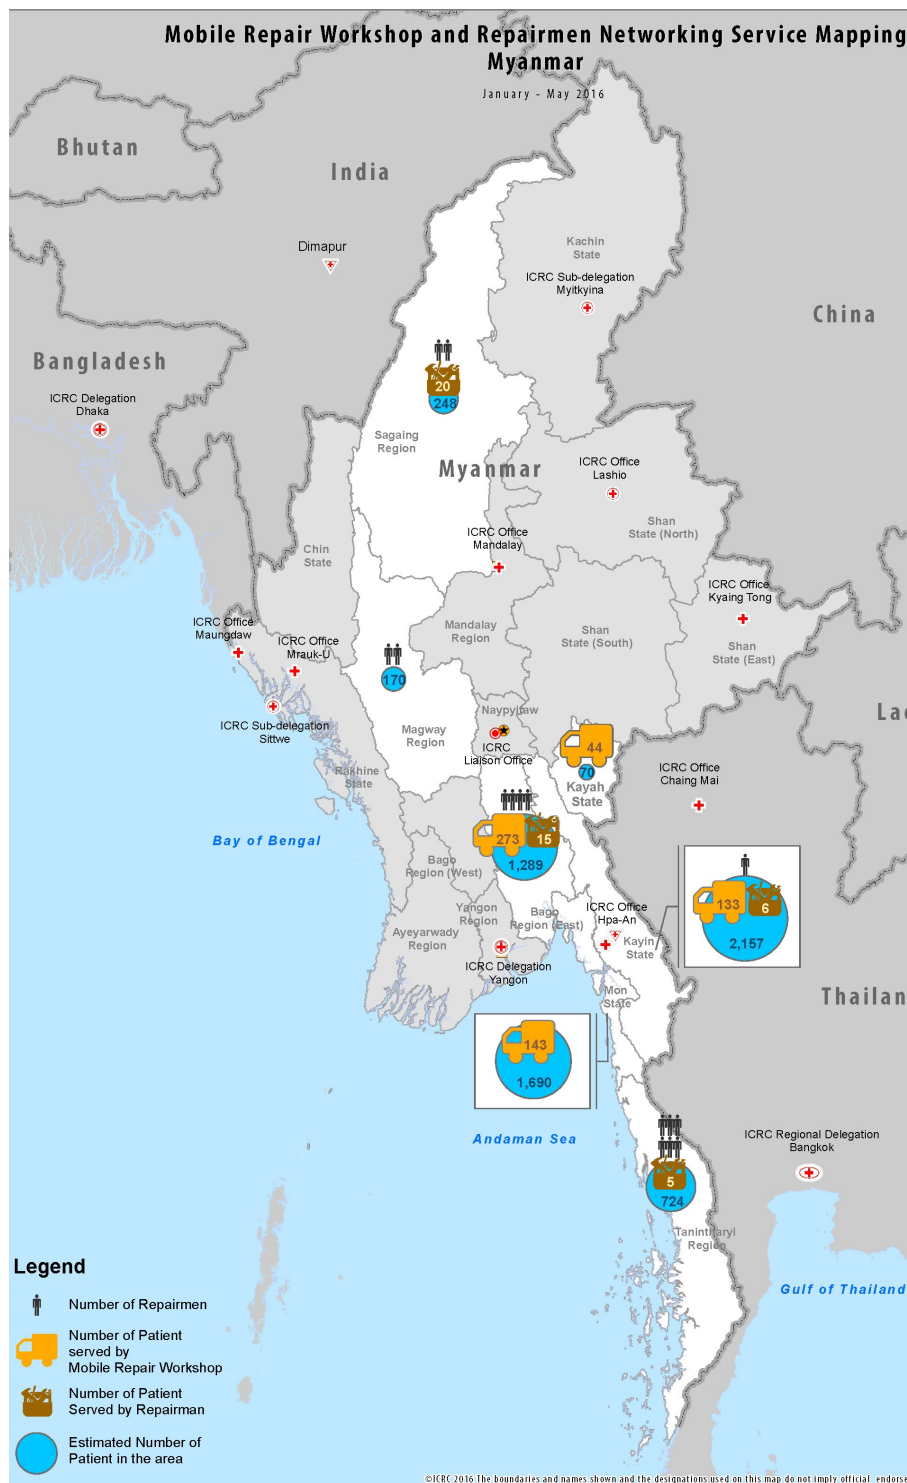 Mobile Repair Workshop and Repairmen Networking Service Mapping
Myanmar
January - May 2016
Bhutan
India
Dimapur
Kachin
State
ICRC Sub-delegation
Myitkyina
China
Bangladesh
ICRC Delegation
Dhaka
20
248
Sagaing
Region
Myanmar
ICRC Office
Lashio
Shan
State (North)
ICRC Office
Mandalay
Chin
State
ICRC Office
Kyaing Tong
ICRC Office
Maungdaw
ICRC Office
Mrauk-U
Mandalay
Region
Shan
State (South)
Shan
State (East)
170
ICRC Sub-delegation
Sittwe
Magway
Region
Naypyitaw
ICRC
Liaison Office
Lao
44
70
Kayah
State
ICRC Office
Chaing Mai
Rakhine
State
Bay of Bengal
273
15
1,289
Bago
Region (West)
133
6
2,157
Yangon
Region
Bago
Region (East)
ICRC Office
Hpa-An
Kayin
State
Ayeyarwady
Region
ICRC Delegation
Yangon
Mon
State
Thailan
143
1,690
Andaman Sea
ICRC Regional Delegation
Bangkok
5
724
Tanintharyi
Region
Gulf of Thailand
Legend
Number of Repairmen
Number of Patient
served by
Mobile Repair Workshop
Number of Patient
Served by Repairman
Estimated Number of
Patient in the area
©ICRC 2016 The boundaries and names shown and the designations used on this map do not imply official endorse